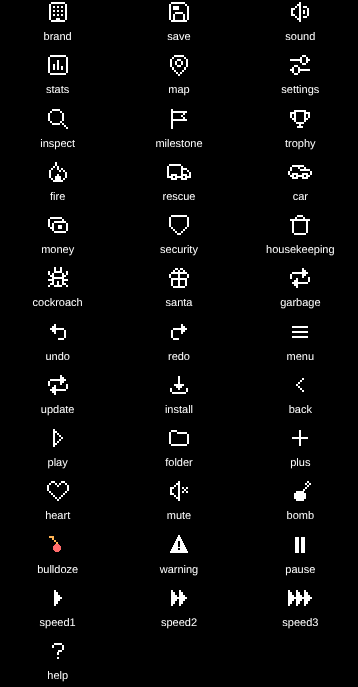 brand save sound
stats map settings
inspect milestone trophy
fire rescue car
money security housekeeping
cockroach santa garbage
undo redo menu
update install back
play folder plus
heart mute bomb
bulldoze warning pause
speed1 speed2 speed3
help